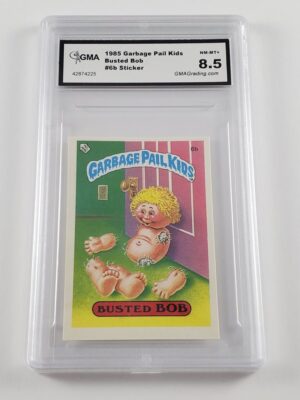 GMA
1985 Garbage Pail Kids
Busted Bob
#6b Sticker
42874225
NM-MT+
8.5
GMAGrading.com
6b
GARBAGE PAIL KIDS
BUSTED BOB